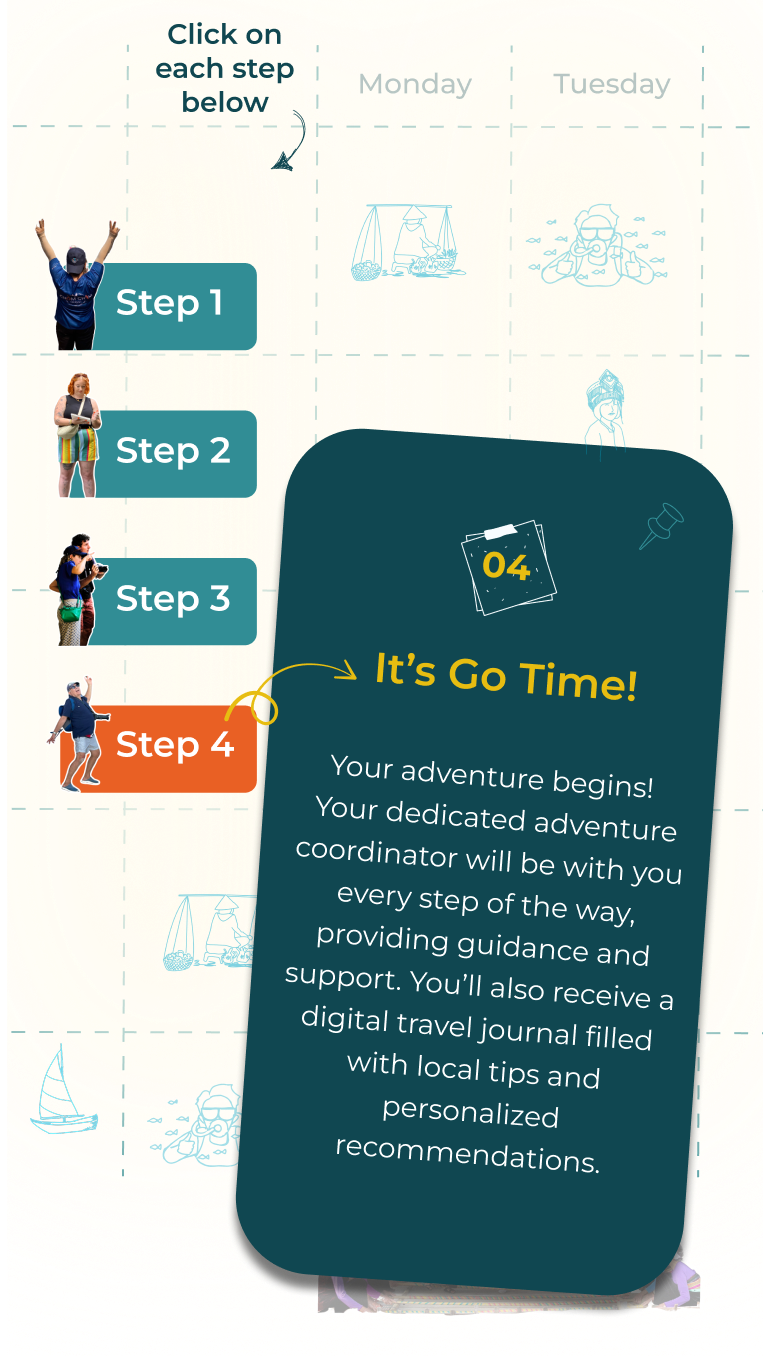 Click on
each step
below
Monday
Tuesday
Step 1
Step 2
Step 3
Step 4
04
It’s Go Time!
Your adventure begins!
Your dedicated adventure
coordinator will be with you
every step of the way,
providing guidance and
support. You’ll also receive a
digital travel journal filled
with local tips and
personalized
recommendations.